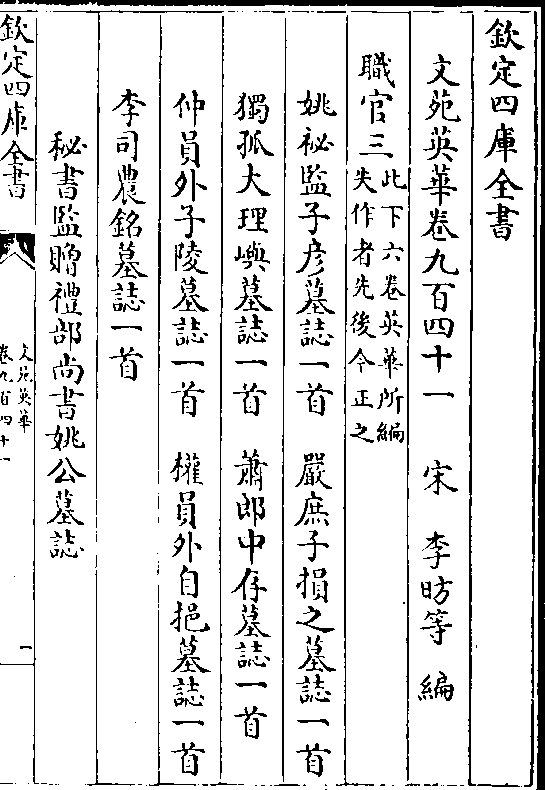 欽定四庫全書
文苑英華卷九百四十一　宋　李昉等　編
職官三此下六卷英華所編
失作者先後今正之
姚祕監子彥墓誌一首　嚴庶子損之墓誌一首
獨孤大理嶼墓誌一首　蕭郎中存墓誌一首
仲員外子陵墓誌一首　權員外自挹墓誌一首
李司農銘墓誌一首
秘書監贈禮部尚書姚公墓誌
欽定四庫全書
文苑英華
卷九百四十一
一